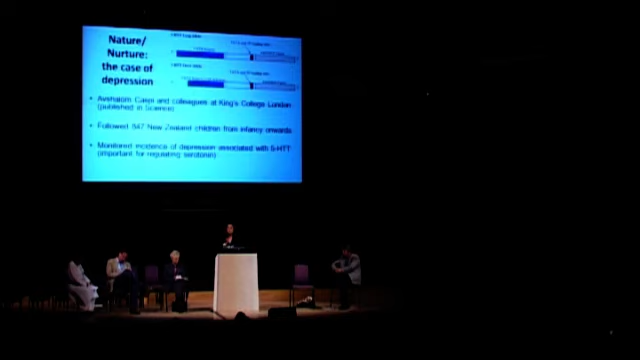 Nature/
Nurture:
the case of
depression
• Avshalom Caspi and colleagues at King's College London
(published in Science)
• Followed 847 New Zealand children from infancy onwards
• Monitored incidence of depression associated with 5-HTT
(important for regulating serotonin)